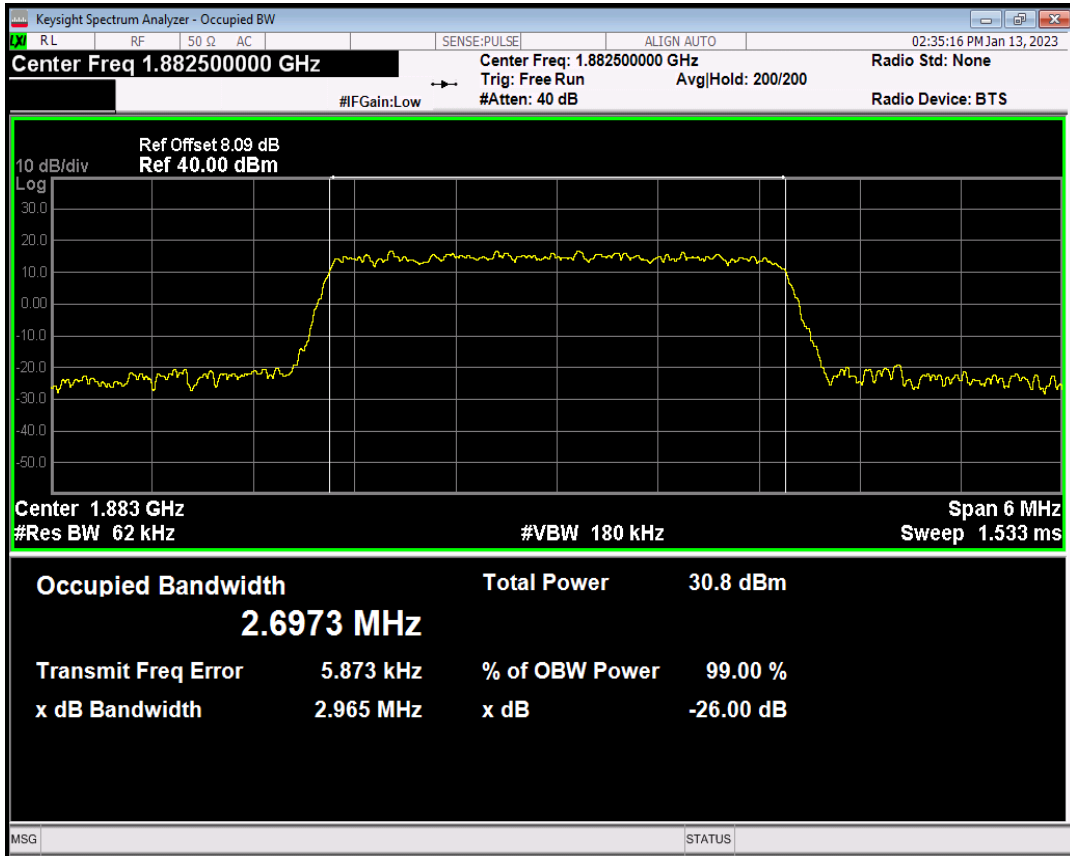 Keysight Spectrum Analyzer - Occupied BW
LXI RL RF 50 Ω AC SENSE:PULSE ALIGN AUTO 02:35:16 PM Jan 13, 2023
Center Freq 1.882500000 GHz Center Freq: 1.882500000 GHz Radio Std: None
Trig: Free Run Avg|Hold: 200/200
#IFGain:Low #Atten: 40 dB Radio Device: BTS
Ref Offset 8.09 dB
10 dB/div Ref 40.00 dBm
Log
30.0
20.0
10.0
0.00
-10.0
-20.0
-30.0
-40.0
-50.0
Center 1.883 GHz Span 6 MHz
#Res BW 62 kHz #VBW 180 kHz Sweep 1.533 ms
Occupied Bandwidth Total Power 30.8 dBm
2.6973 MHz
Transmit Freq Error 5.873 kHz % of OBW Power 99.00 %
x dB Bandwidth 2.965 MHz x dB -26.00 dB
MSG STATUS